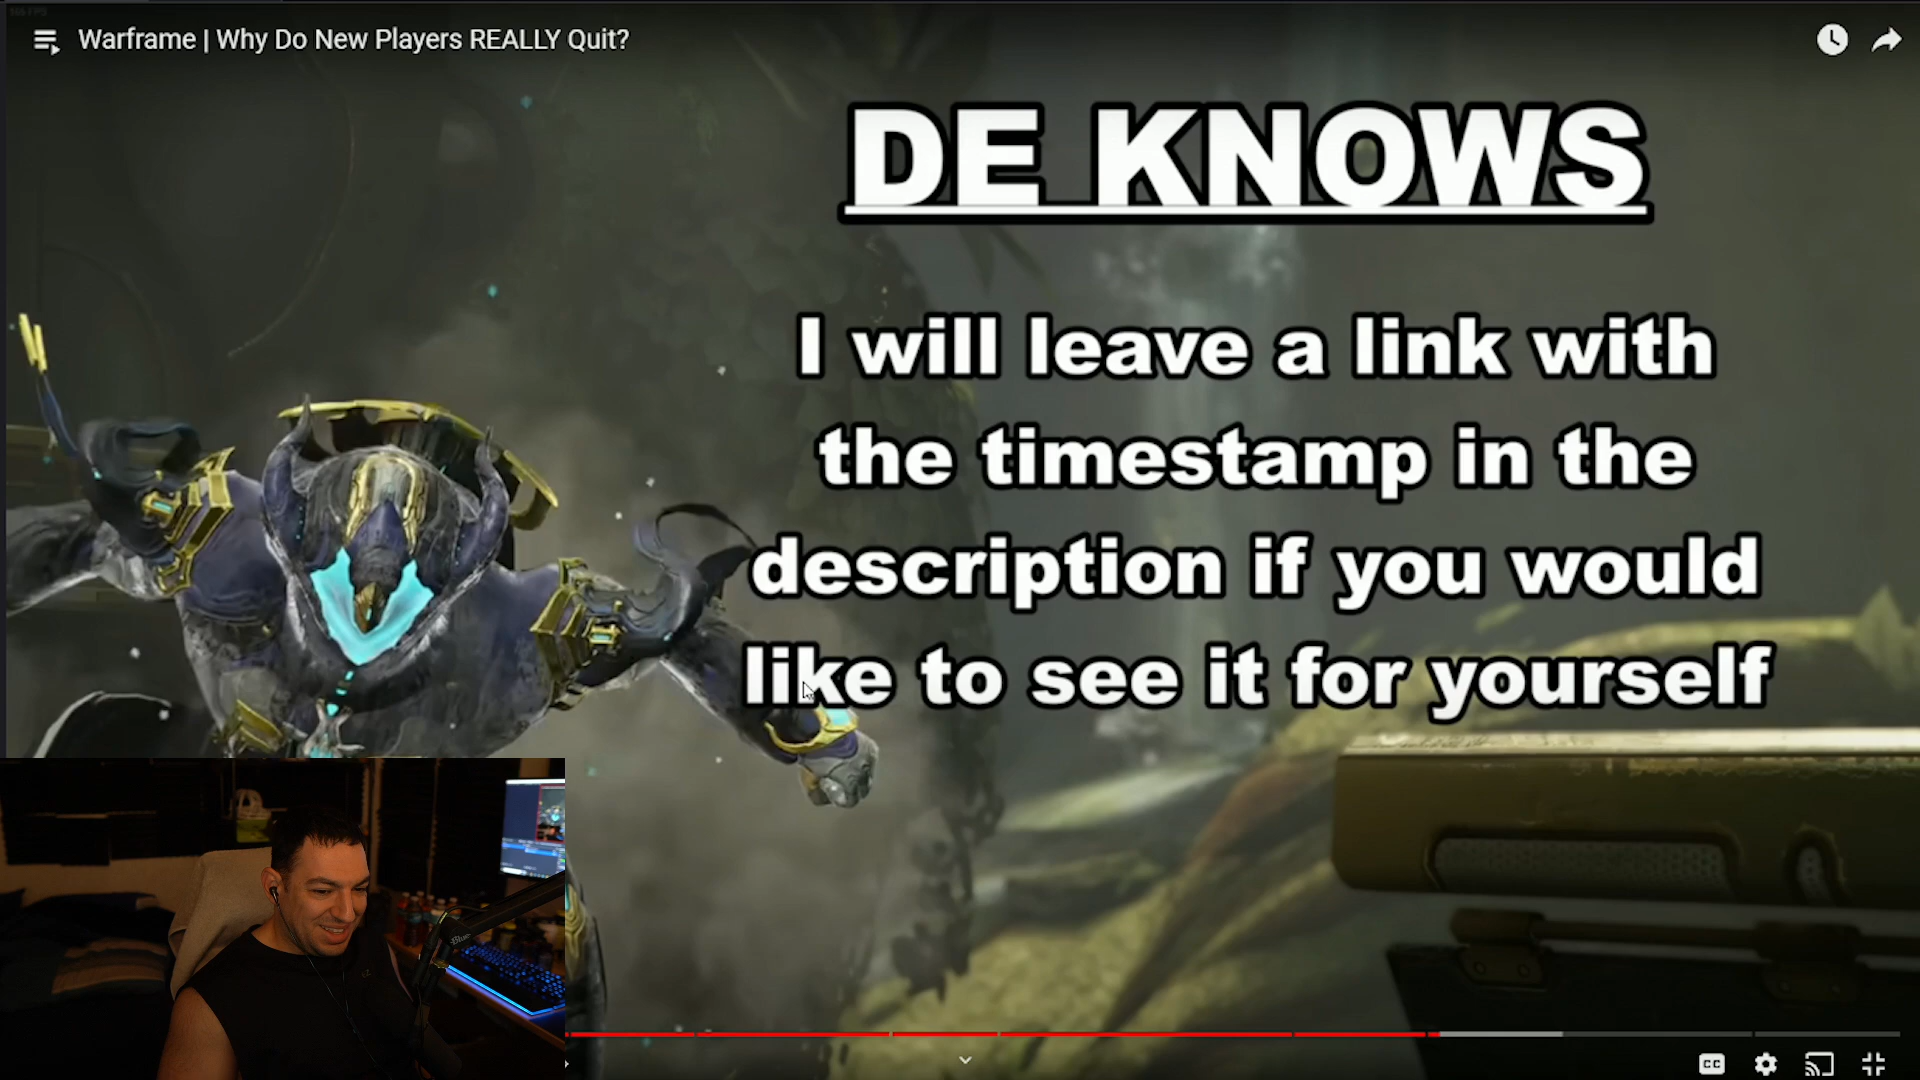 Warframe | Why Do New Players REALLY Quit?
DE KNOWS
I will leave a link with
the timestamp in the
description if you would
like to see it for yourself
Blue
CC